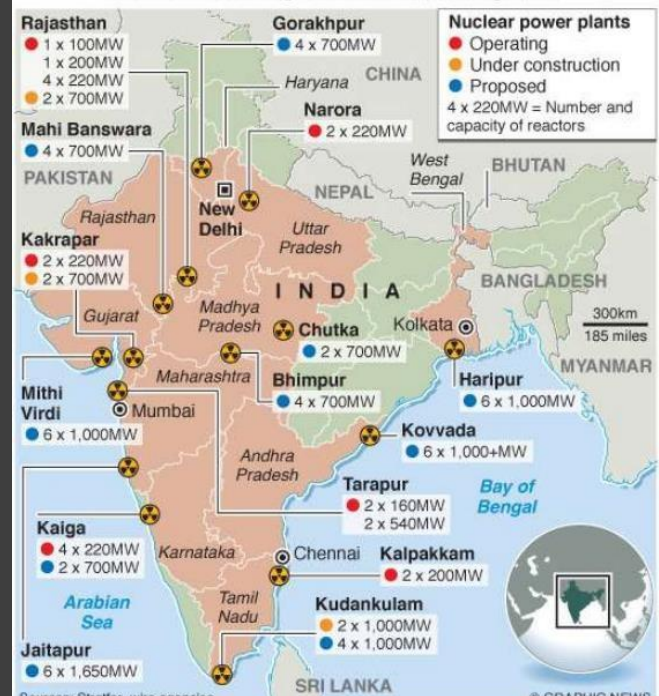 Rajasthan
1 x 100MW
1 x 200MW
4 x 220MW
2 x 700MW
Gorakhpur
4 x 700MW
Nuclear power plants
Operating
Under construction
Proposed
4 x 220MW = Number and
capacity of reactors
Haryana
CHINA
Mahi Banswara
4 x 700MW
Narora
2 x 220MW
PAKISTAN
New
Delhi
NEPAL
West
Bengal
BHUTAN
Rajasthan
Uttar
Pradesh
Kakrapar
2 x 220MW
2 x 700MW
INDIA
BANGLADESH
Gujarat
Madhya
Pradesh
Chutka
2 x 700MW
Kolkata
300km
185 miles
MYANMAR
Mithi
Virdi
6 x 1,000MW
Maharashtra
Mumbai
Bhimpur
4 x 700MW
Haripur
6 x 1,000MW
Kovvada
6 x 1,000+MW
Andhra
Pradesh
Tarapur
2 x 160MW
2 x 540MW
Bay of
Bengal
Kaiga
4 x 220MW
2 x 700MW
Karnataka
Chennai
Kalpakkam
2 x 200MW
Arabian
Sea
Tamil
Nadu
Kudankulam
2 x 1,000MW
4 x 1,000MW
Jaitapur
6 x 1,650MW
SRI LANKA
© GRAPHIC NEWS